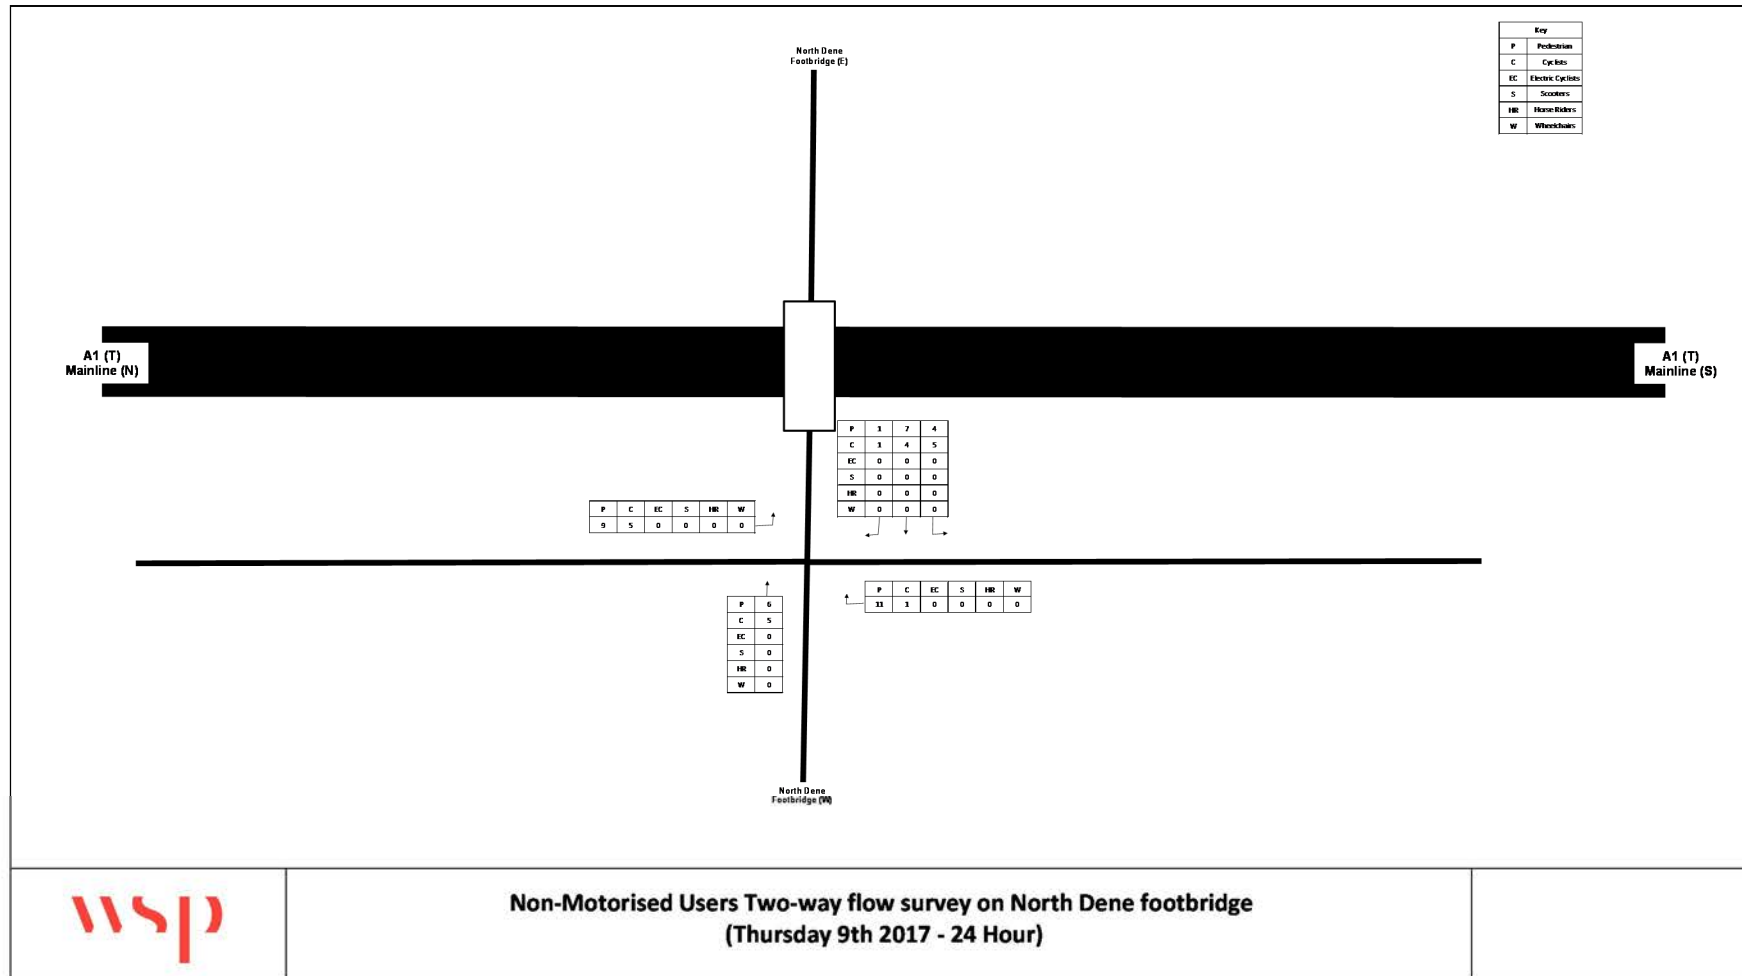 North Dene
Footbridge (E)
Key
P Pedestrian
C Cyclists
EC Electric Cyclists
S Scooters
HR Horse Riders
W Wheelchairs
A1 (T)
Mainline (N)
A1 (T)
Mainline (S)
P 1 7 4
C 1 4 5
EC 0 0 0
S 0 0 0
HR 0 0 0
W 0 0 0
P C EC S HR W
9 5 0 0 0 0
P C EC S HR W
11 1 0 0 0 0
P 6
C 5
EC 0
S 0
HR 0
W 0
North Dene
Footbridge (W)
wsp
Non-Motorised Users Two-way flow survey on North Dene footbridge
(Thursday 9th 2017 - 24 Hour)